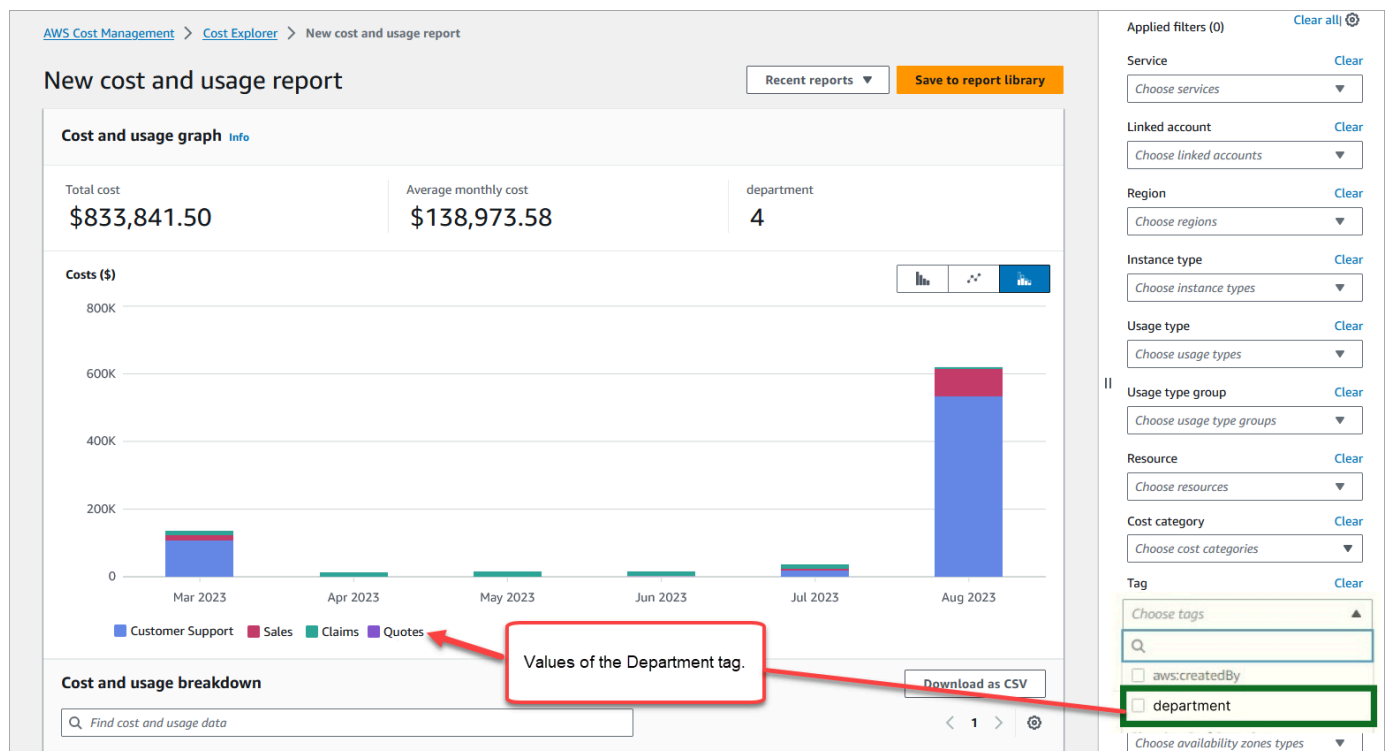 AWS Cost Management > Cost Explorer > New cost and usage report
New cost and usage report
Recent reports ▼
Save to report library
Cost and usage graph Info
Total cost
$833,841.50
Average monthly cost
$138,973.58
department
4
Costs ($)
800K
600K
400K
200K
0
Mar 2023 Apr 2023 May 2023 Jun 2023 Jul 2023 Aug 2023
Customer Support Sales Claims Quotes
Values of the Department tag.
Cost and usage breakdown
Download as CSV
Find cost and usage data
< 1 >
Applied filters (0)
Clear all|
Service Clear
Choose services
Linked account Clear
Choose linked accounts
Region Clear
Choose regions
Instance type Clear
Choose instance types
Usage type Clear
Choose usage types
Usage type group Clear
Choose usage type groups
Resource Clear
Choose resources
Cost category Clear
Choose cost categories
Tag Clear
Choose tags
aws:createdBy
department
Choose availability zones types